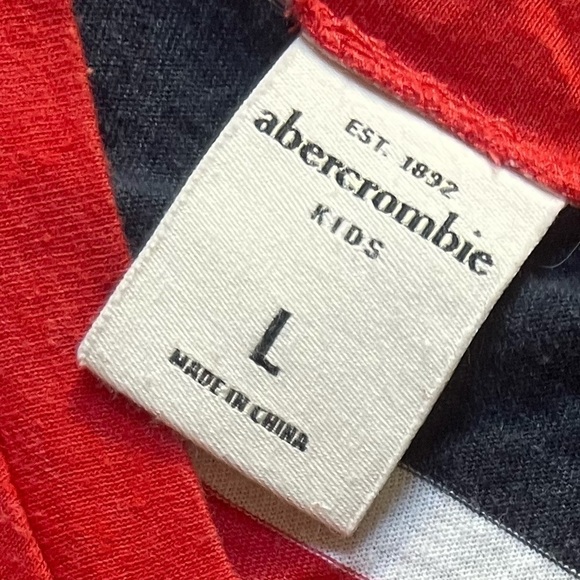 EST. 1892
abercrombie
KIDS
L
MADE IN CHINA